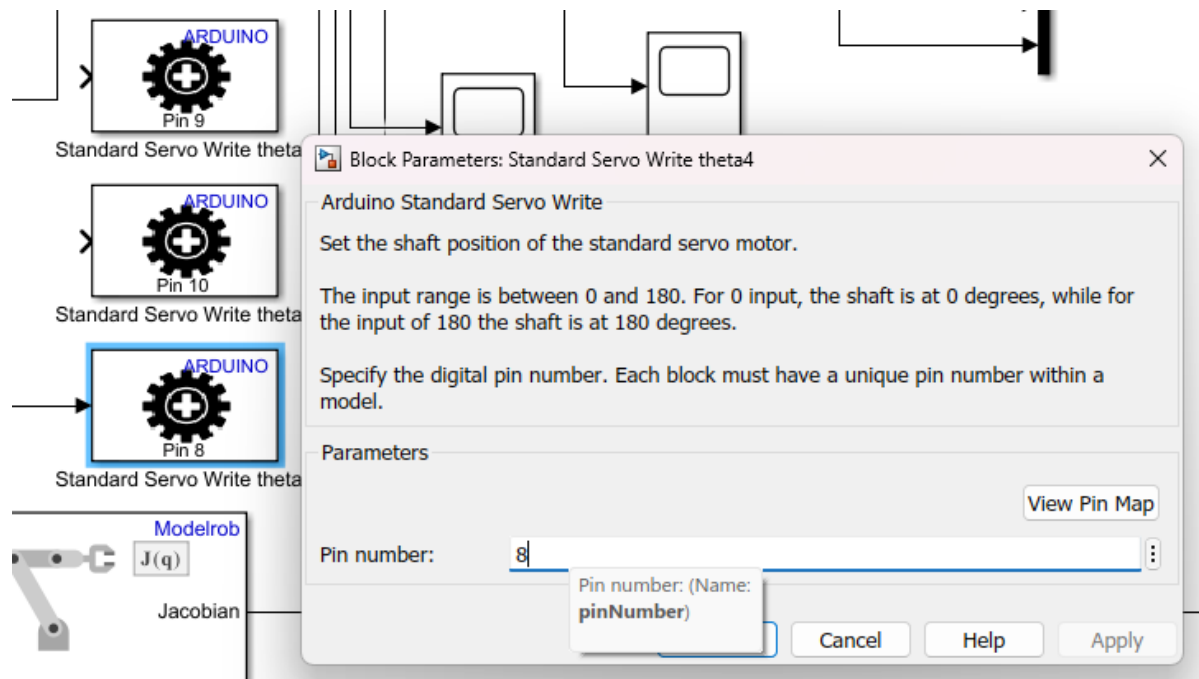 ARDUINO
Pin 9
Standard Servo Write theta
ARDUINO
Pin 10
Standard Servo Write theta
ARDUINO
Pin 8
Standard Servo Write theta
Modelrob
J(q)
Jacobian
Block Parameters: Standard Servo Write theta4
Arduino Standard Servo Write
Set the shaft position of the standard servo motor.
The input range is between 0 and 180. For 0 input, the shaft is at 0 degrees, while for
the input of 180 the shaft is at 180 degrees.
Specify the digital pin number. Each block must have a unique pin number within a
model.
Parameters
View Pin Map
Pin number:
8
Pin number: (Name:
pinNumber)
Cancel
Help
Apply